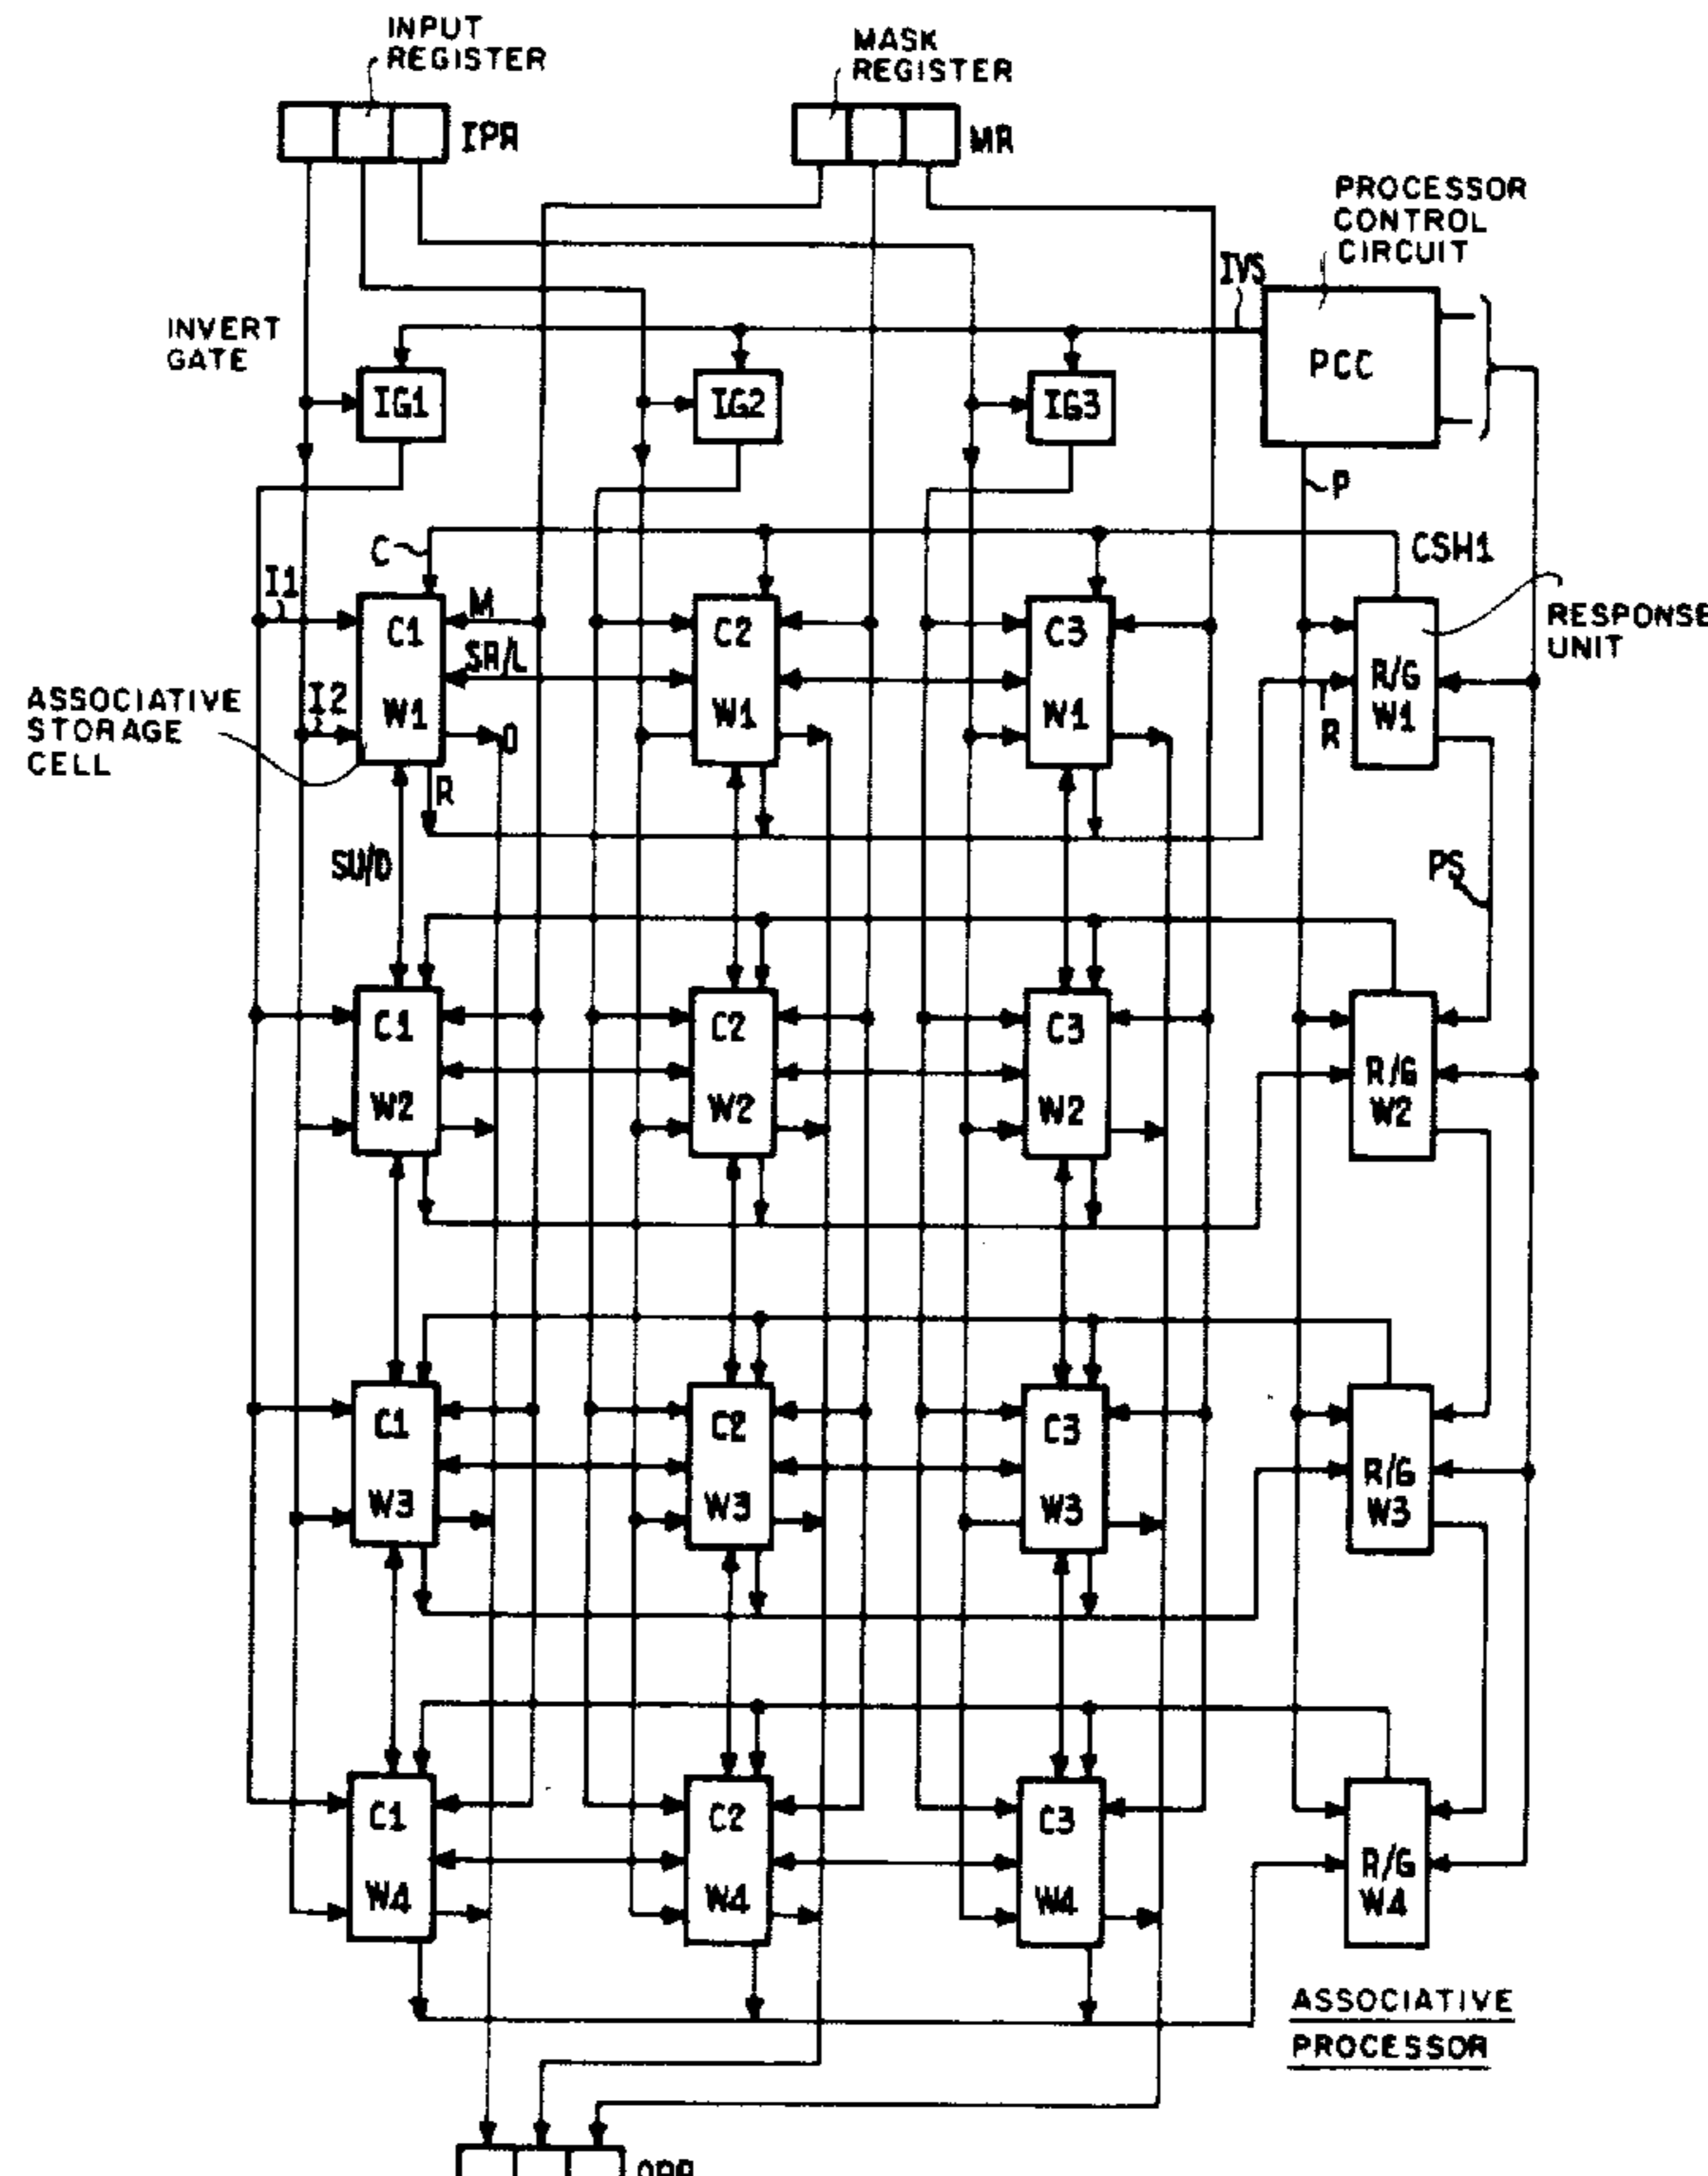 INPUT
REGISTER
MASK
REGISTER
IPR
MR
PROCESSOR
CONTROL
CIRCUIT
IVS
INVERT
GATE
PCC
IG1
IG2
IG3
P
C
CSW1
I1
M
C1
C2
C3
RESPONSE
UNIT
SR/L
R/G
W1
ASSOCIATIVE
STORAGE
CELL
I2
W1
W1
W1
O
R
R
SU/D
PS
C1
C2
C3
R/G
W2
W2
W2
W2
C1
C2
C3
R/G
W3
W3
W3
W3
C1
C2
C3
R/G
W4
W4
W4
W4
ASSOCIATIVE
PROCESSOR